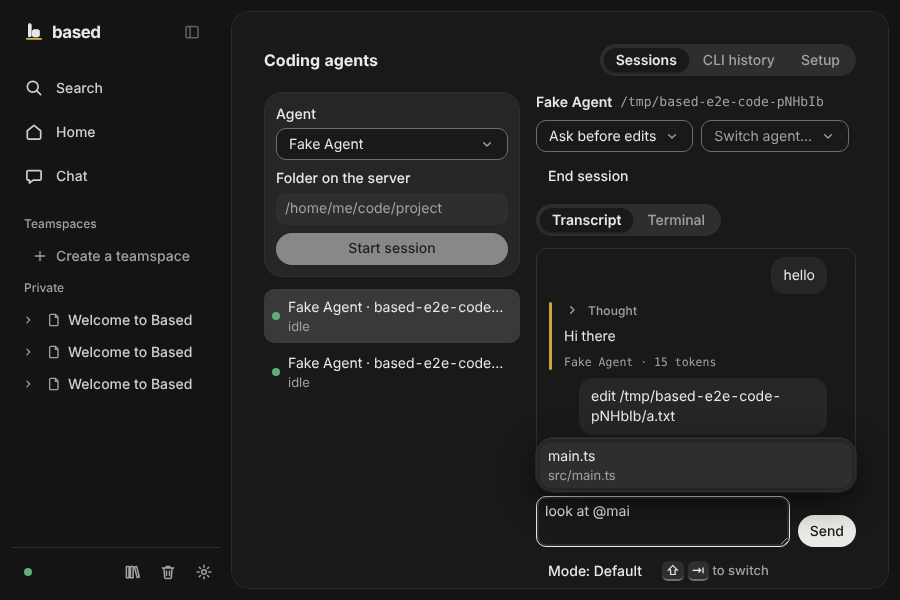 based
Search
Home
Chat
Teamspaces
Create a teamspace
Private
Welcome to Based
Welcome to Based
Welcome to Based
Coding agents
Sessions
CLI history
Setup
Agent
Fake Agent
Folder on the server
/home/me/code/project
Start session
Fake Agent · based-e2e-code...
idle
Fake Agent · based-e2e-code...
idle
Fake Agent /tmp/based-e2e-code-pNHbIb
Ask before edits
Switch agent...
End session
Transcript
Terminal
hello
Thought
Hi there
Fake Agent · 15 tokens
edit /tmp/based-e2e-code-
pNHbIb/a.txt
main.ts
src/main.ts
look at @mai
Send
Mode: Default
to switch